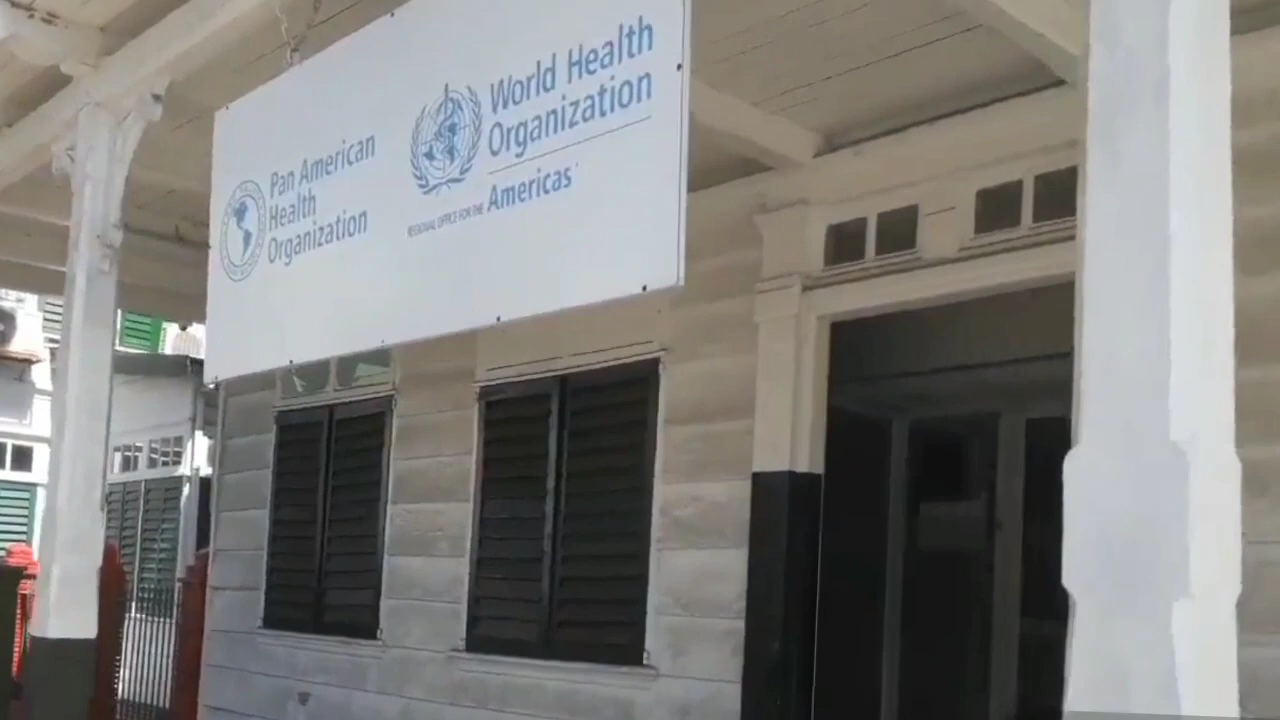 Pan American
Health
Organization
World Health
Organization
REGIONAL OFFICE FOR THE Americas